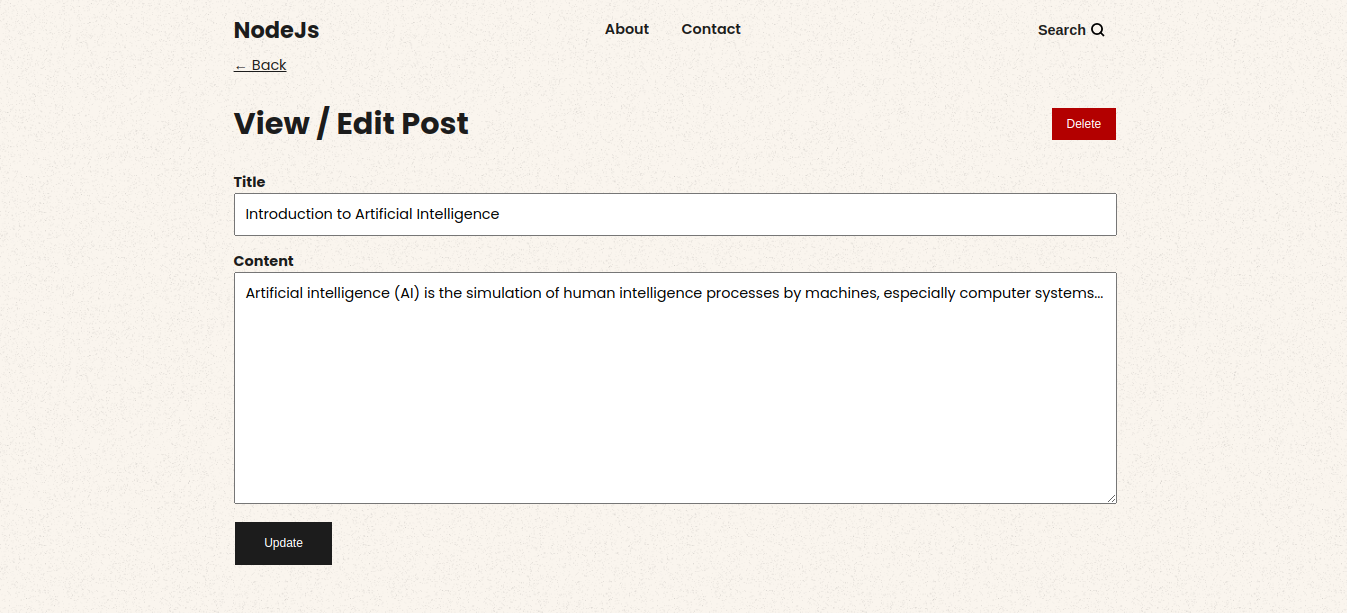 NodeJs
About
Contact
Search
← Back
View / Edit Post
Delete
Title
Introduction to Artificial Intelligence
Content
Artificial intelligence (AI) is the simulation of human intelligence processes by machines, especially computer systems...
Update